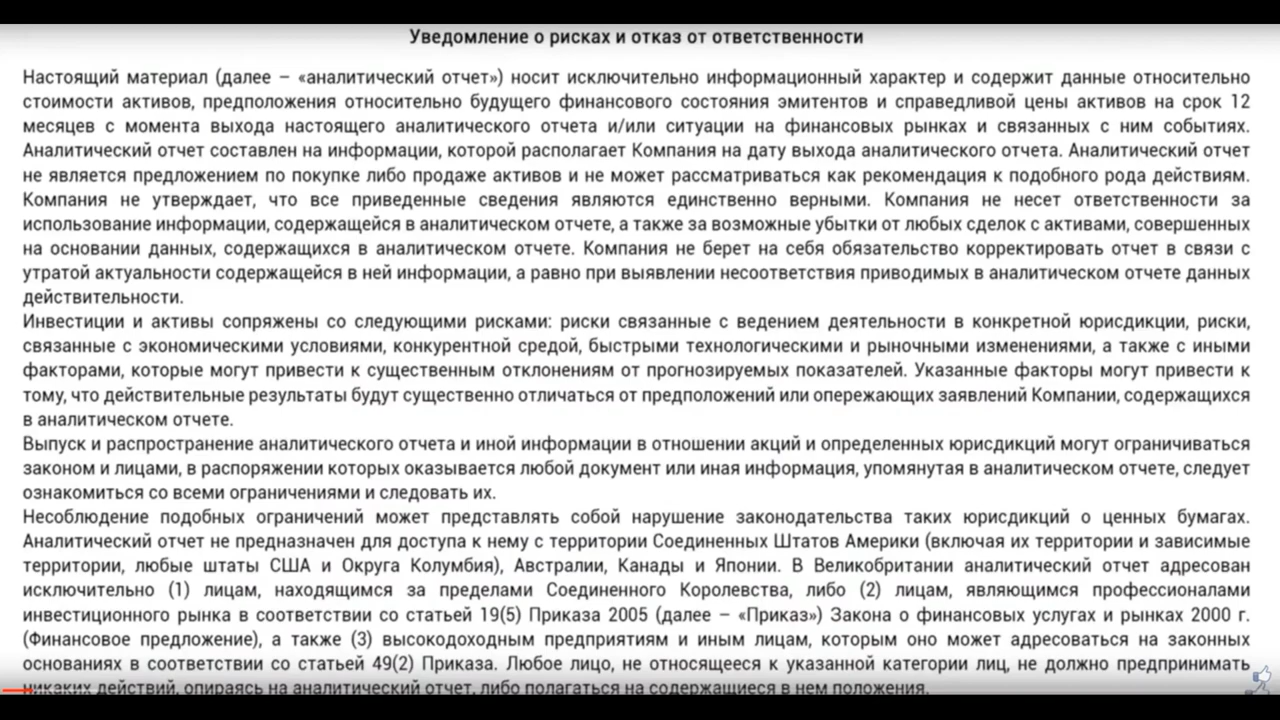 Уведомление о рисках и отказ от ответственности
Настоящий материал (далее – «аналитический отчет») носит исключительно информационный характер и содержит данные относительно
стоимости активов, предположения относительно будущего финансового состояния эмитентов и справедливой цены активов на срок 12
месяцев с момента выхода настоящего аналитического отчета и/или ситуации на финансовых рынках и связанных с ним событиях.
Аналитический отчет составлен на информации, которой располагает Компания на дату выхода аналитического отчета. Аналитический отчет
не является предложением по покупке либо продаже активов и не может рассматриваться как рекомендация к подобного рода действиям.
Компания не утверждает, что все приведенные сведения являются единственно верными. Компания не несет ответственности за
использование информации, содержащейся в аналитическом отчете, а также за возможные убытки от любых сделок с активами, совершенных
на основании данных, содержащихся в аналитическом отчете. Компания не берет на себя обязательство корректировать отчет в связи с
утратой актуальности содержащейся в ней информации, а равно при выявлении несоответствия приводимых в аналитическом отчете данных
действительности.
Инвестиции и активы сопряжены со следующими рисками: риски связанные с ведением деятельности в конкретной юрисдикции, риски,
связанные с экономическими условиями, конкурентной средой, быстрыми технологическими и рыночными изменениями, а также с иными
факторами, которые могут привести к существенным отклонениям от прогнозируемых показателей. Указанные факторы могут привести к
тому, что действительные результаты будут существенно отличаться от предположений или опережающих заявлений Компании, содержащихся
в аналитическом отчете.
Выпуск и распространение аналитического отчета и иной информации в отношении акций и определенных юрисдикций могут ограничиваться
законом и лицами, в распоряжении которых оказывается любой документ или иная информация, упомянутая в аналитическом отчете, следует
ознакомиться со всеми ограничениями и следовать их.
Несоблюдение подобных ограничений может представлять собой нарушение законодательства таких юрисдикций о ценных бумагах.
Аналитический отчет не предназначен для доступа к нему с территории Соединенных Штатов Америки (включая их территории и зависимые
территории, любые штаты США и Округа Колумбия), Австралии, Канады и Японии. В Великобритании аналитический отчет адресован
исключительно (1) лицам, находящимся за пределами Соединенного Королевства, либо (2) лицам, являющимся профессионалами
инвестиционного рынка в соответствии со статьей 19(5) Приказа 2005 (далее – «Приказ») Закона о финансовых услугах и рынках 2000 г.
(Финансовое предложение), а также (3) высокодоходным предприятиям и иным лицам, которым оно может адресоваться на законных
основаниях в соответствии со статьей 49(2) Приказа. Любое лицо, не относящееся к указанной категории лиц, не должно предпринимать
никаких действий, опираясь на аналитический отчет, либо полагаться на содержащиеся в нем положения.